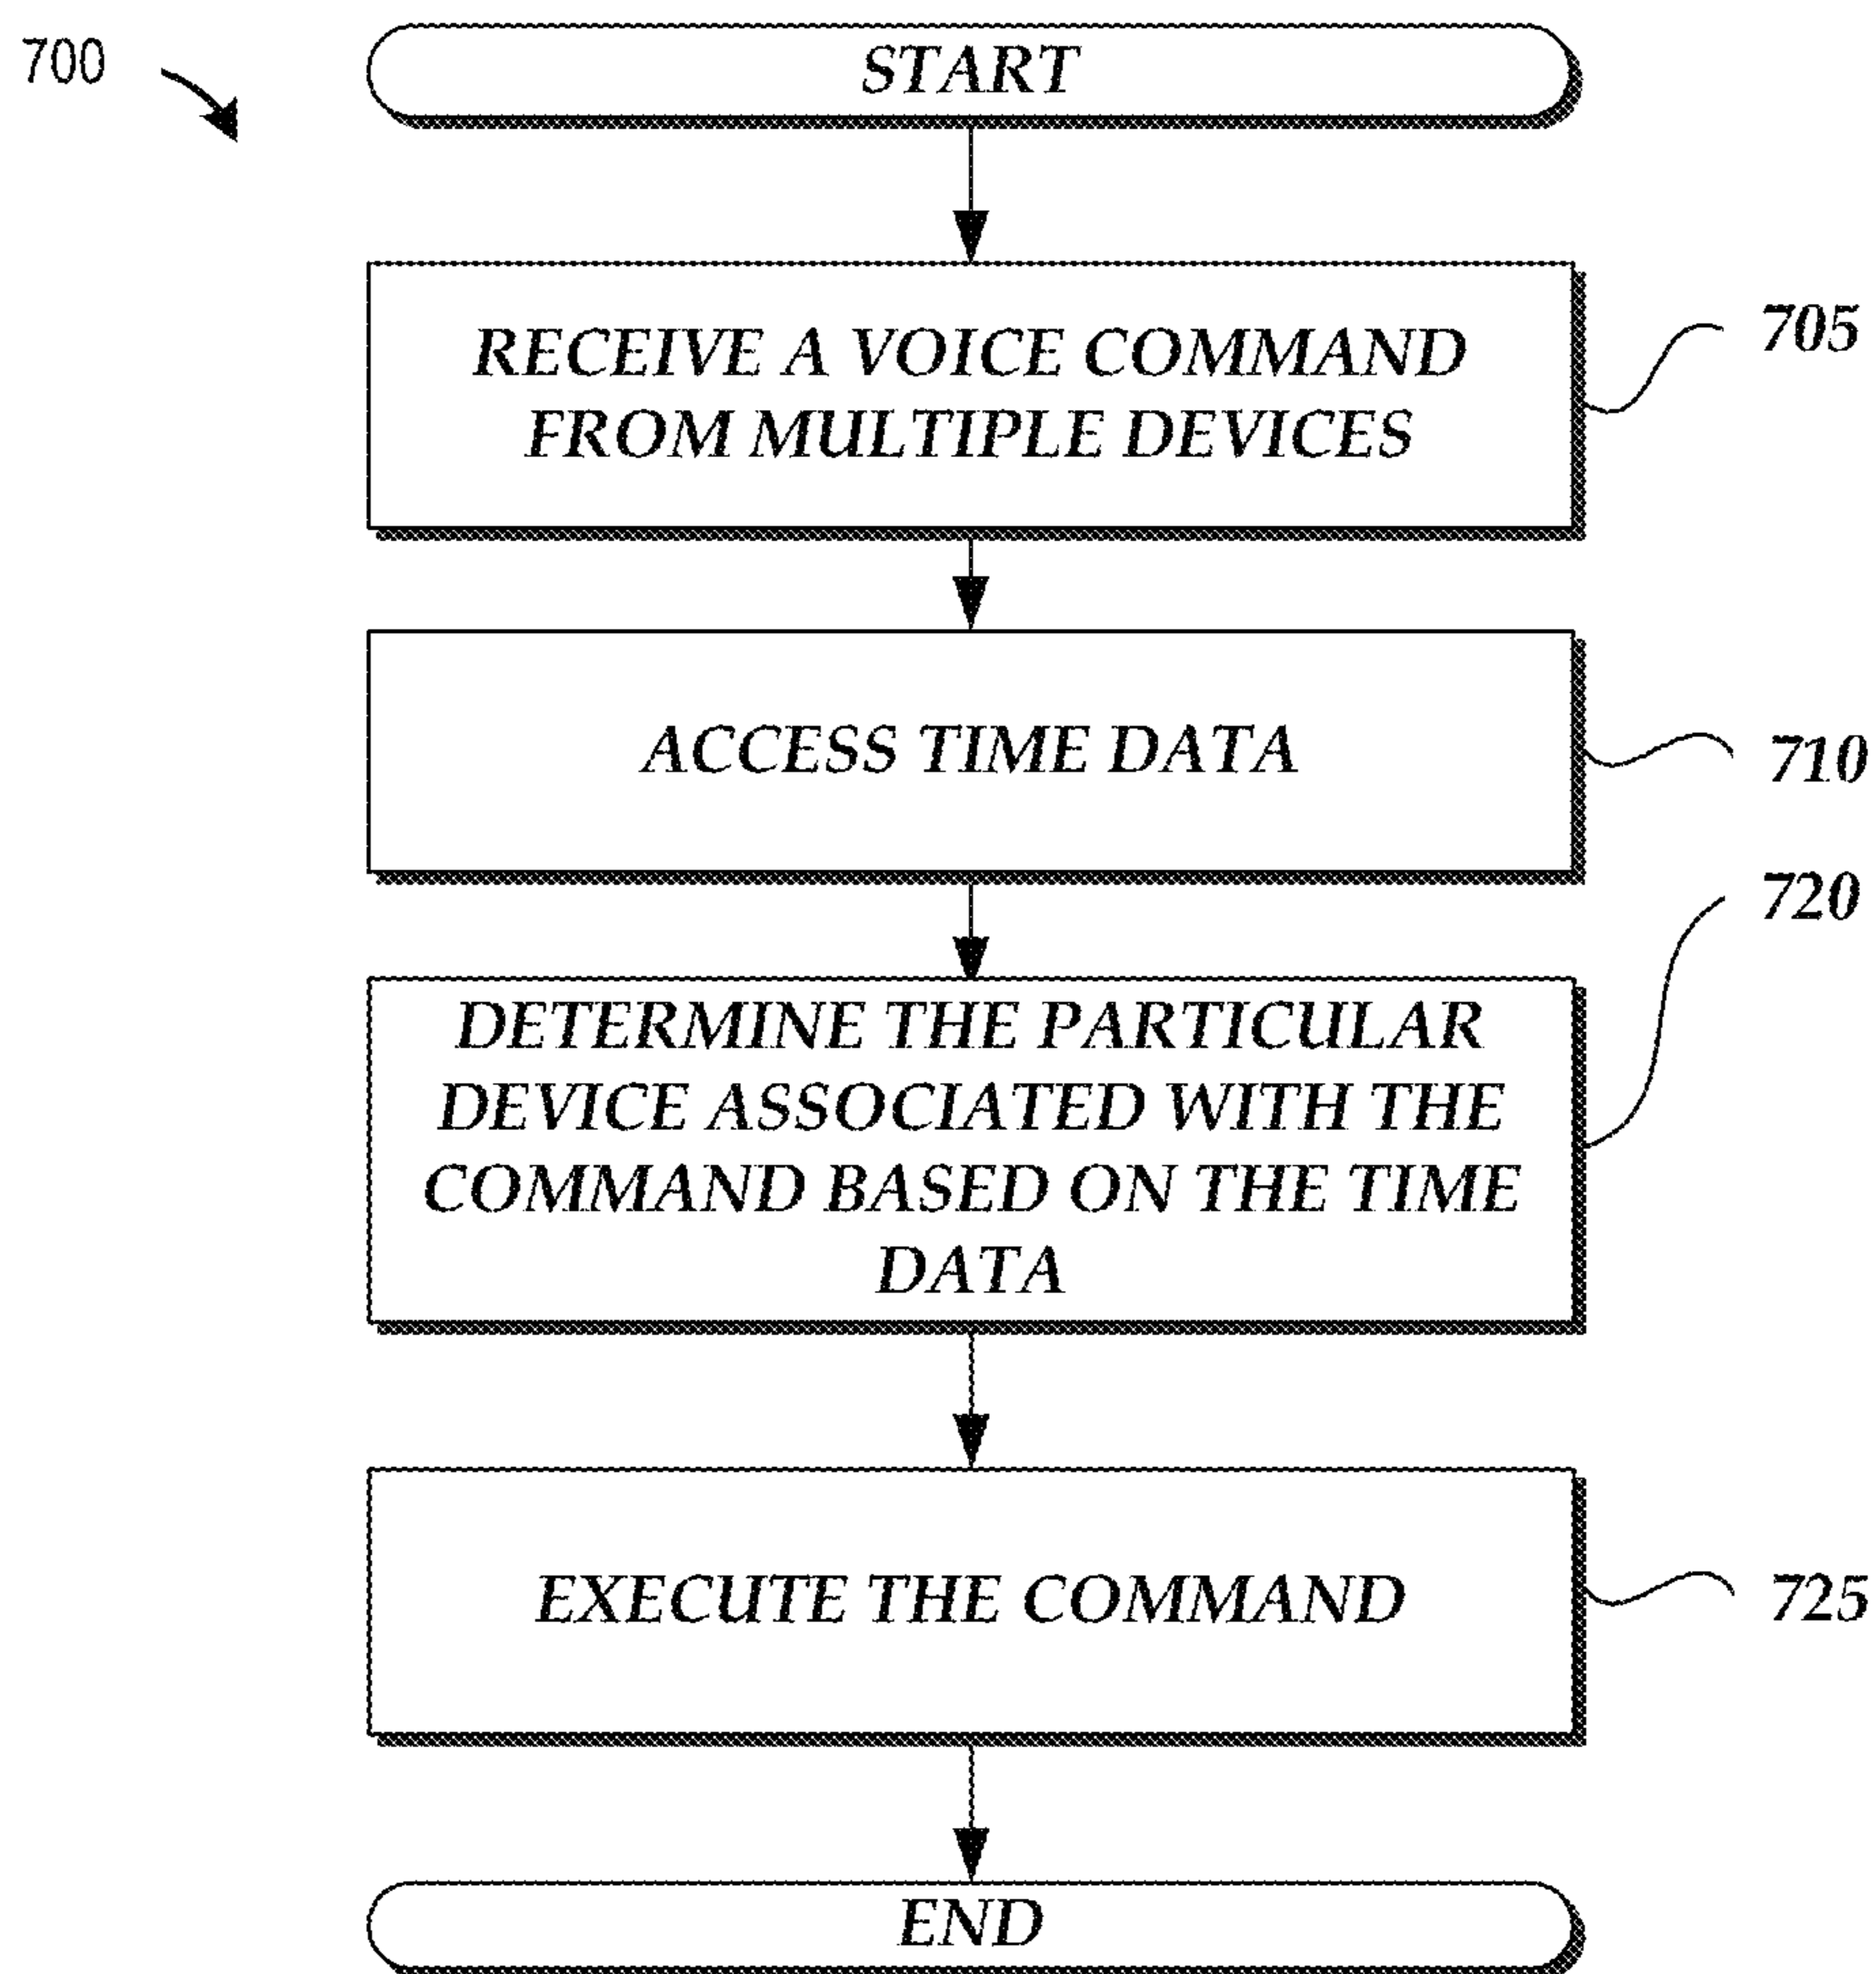 700
START
RECEIVE A VOICE COMMAND
FROM MULTIPLE DEVICES
705
ACCESS TIME DATA
710
720
DETERMINE THE PARTICULAR
DEVICE ASSOCIATED WITH THE
COMMAND BASED ON THE TIME
DATA
EXECUTE THE COMMAND
725
END